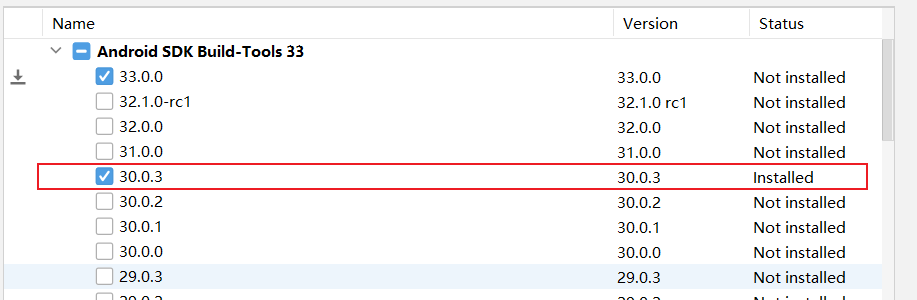 Name Version Status
Android SDK Build-Tools 33
33.0.0 33.0.0 Not installed
32.1.0-rc1 32.1.0 rc1 Not installed
32.0.0 32.0.0 Not installed
31.0.0 31.0.0 Not installed
30.0.3 30.0.3 Installed
30.0.2 30.0.2 Not installed
30.0.1 30.0.1 Not installed
30.0.0 30.0.0 Not installed
29.0.3 29.0.3 Not installed